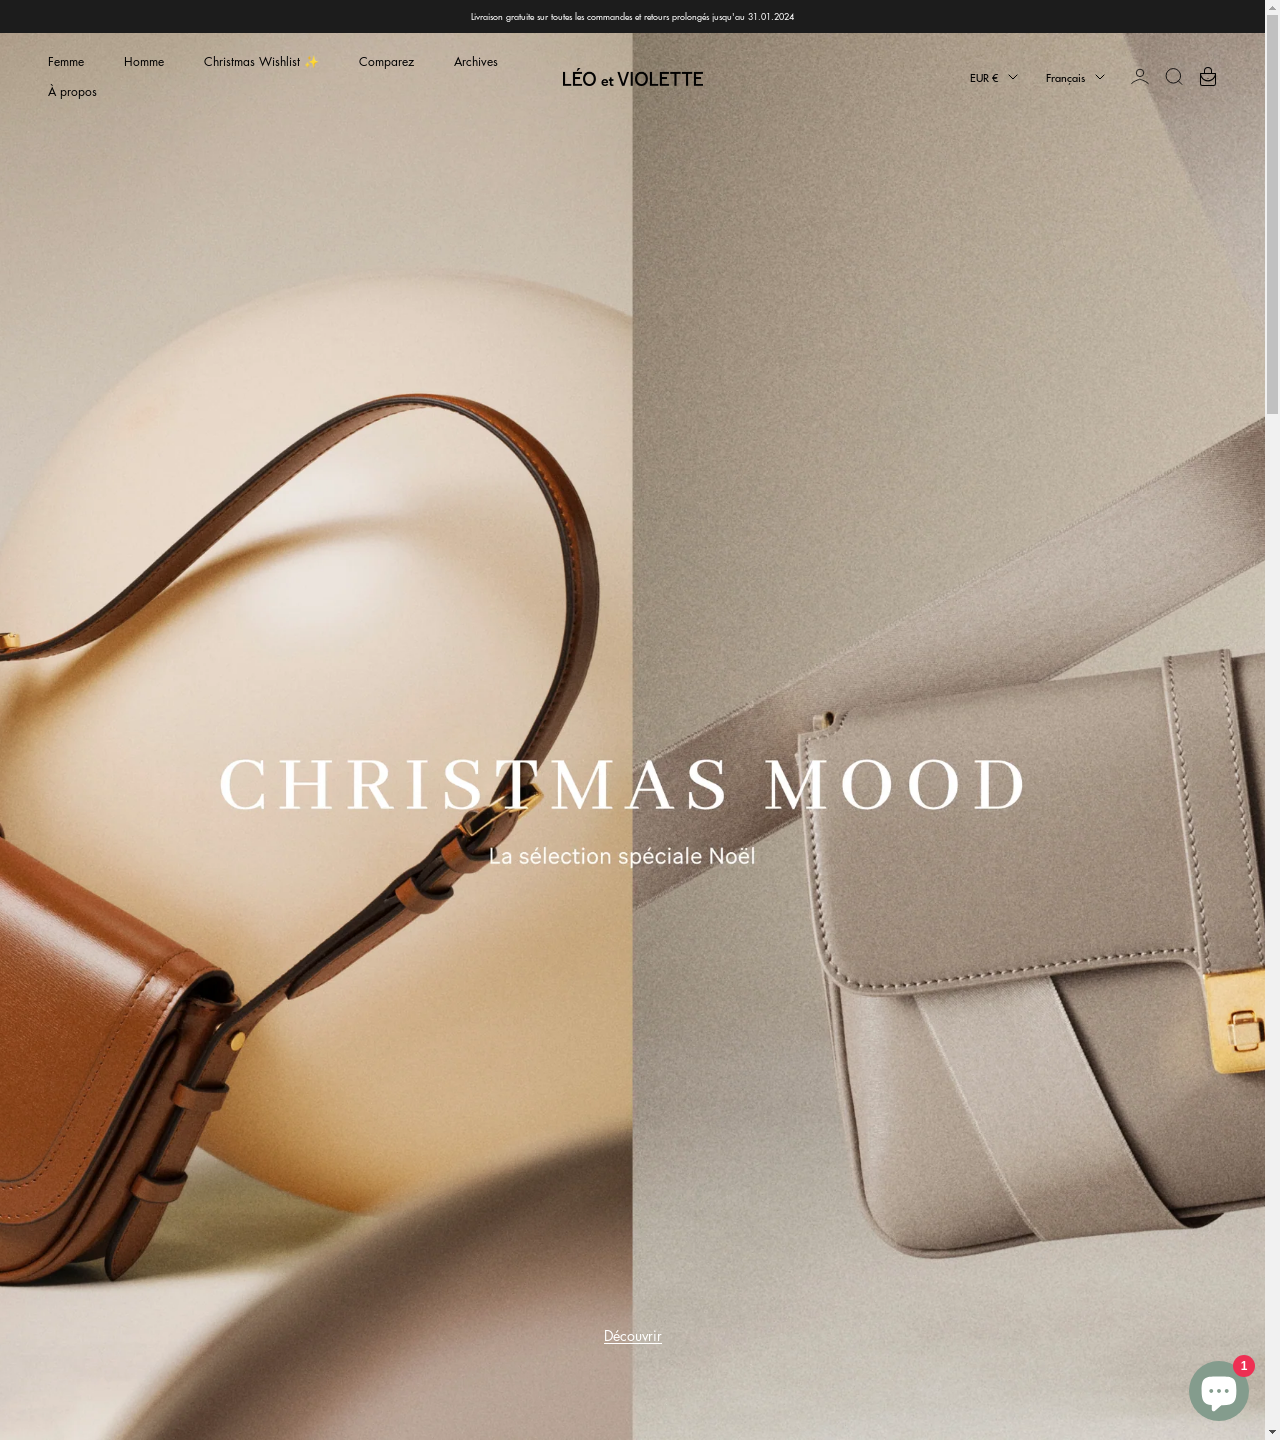 Livraison gratuite sur toutes les commandes et retours prolongés jusqu'au 31.01.2024
Femme
Homme
Christmas Wishlist ✨
Comparez
Archives
À propos
LÉO et VIOLETTE
EUR €
Français
CHRISTMAS MOOD
La sélection spéciale Noël
Découvrir
1